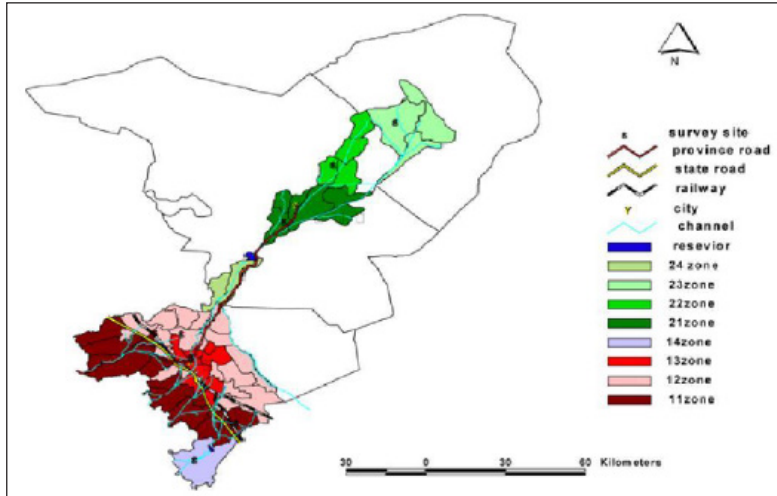 N
s survey site
province road
state road
railway
Y city
channel
resevior
24 zone
23zone
22zone
21zone
14zone
13zone
12zone
11zone
30 0 30 60 Kilometers